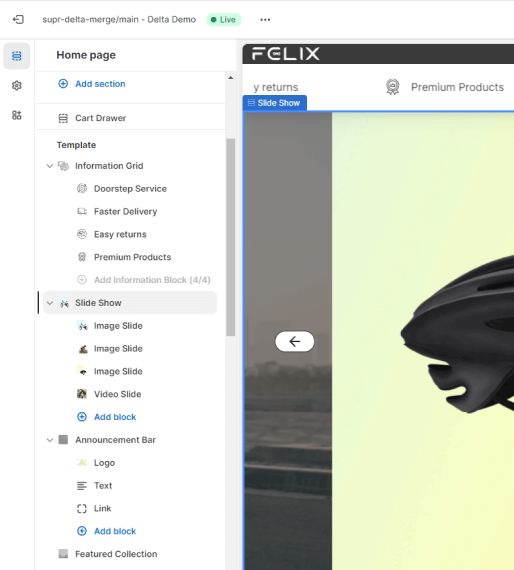 supr-delta-merge/main - Delta Demo
Live
Home page
Add section
Cart Drawer
Template
Information Grid
Doorstep Service
Faster Delivery
Easy returns
Premium Products
Add Information Block (4/4)
Slide Show
Image Slide
Image Slide
Image Slide
Video Slide
Add block
Announcement Bar
Logo
Text
Link
Add block
Featured Collection
FELIX
y returns
Premium Products
Slide Show